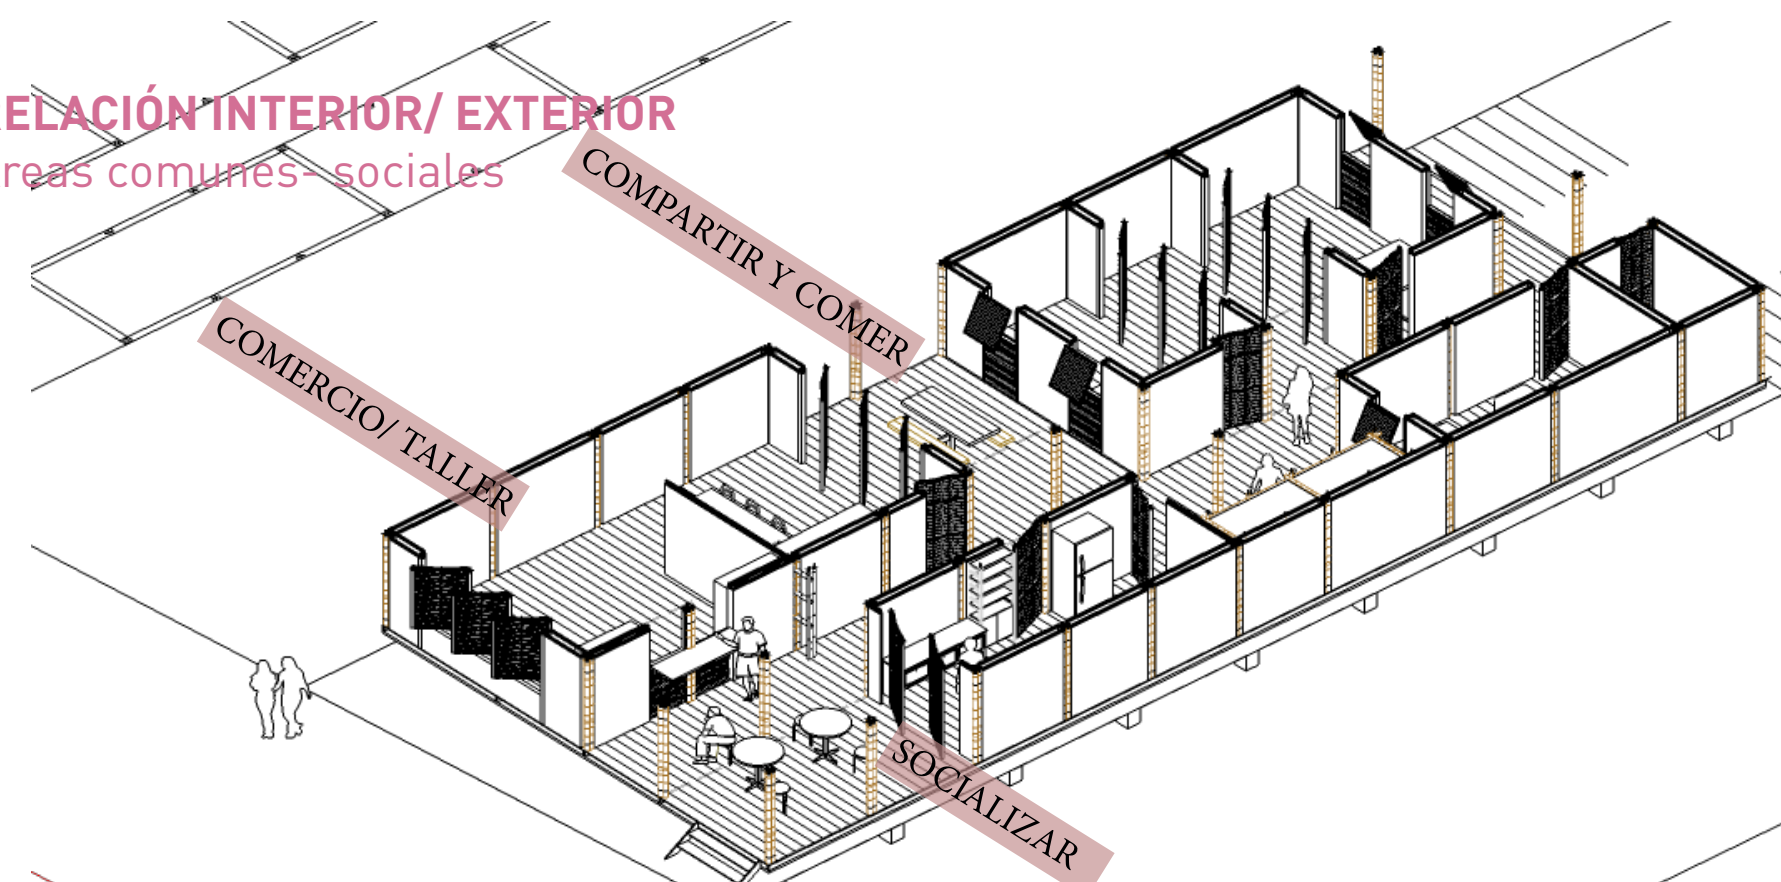 ELACIÓN INTERIOR/ EXTERIOR
reas comunes- sociales
COMPARTIR Y COMER
COMERCIO/ TALLER
SOCIALIZAR